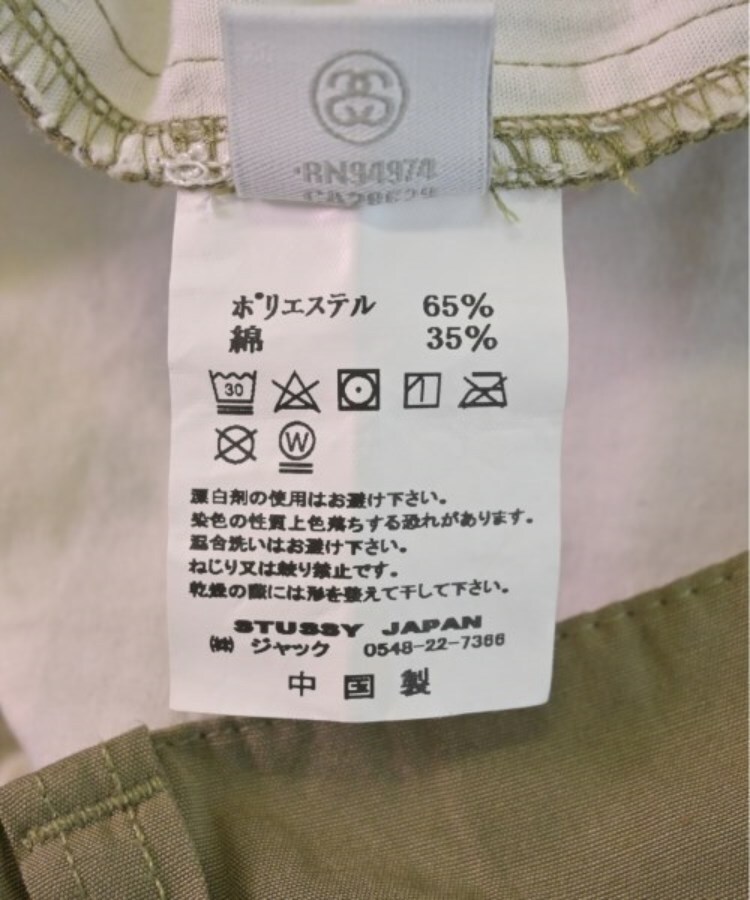 RN94974
ポリエステル 65%
綿 35%
30
W
漂白剤の使用はお避け下さい。
染色の性質上色落ちする恐れがあります。
混合洗いはお避け下さい。
ねじり又は絞り禁止です。
乾燥の際には形を整えて干して下さい。
STUSSY JAPAN
㈱ ジャック 0548-22-7366
中国製